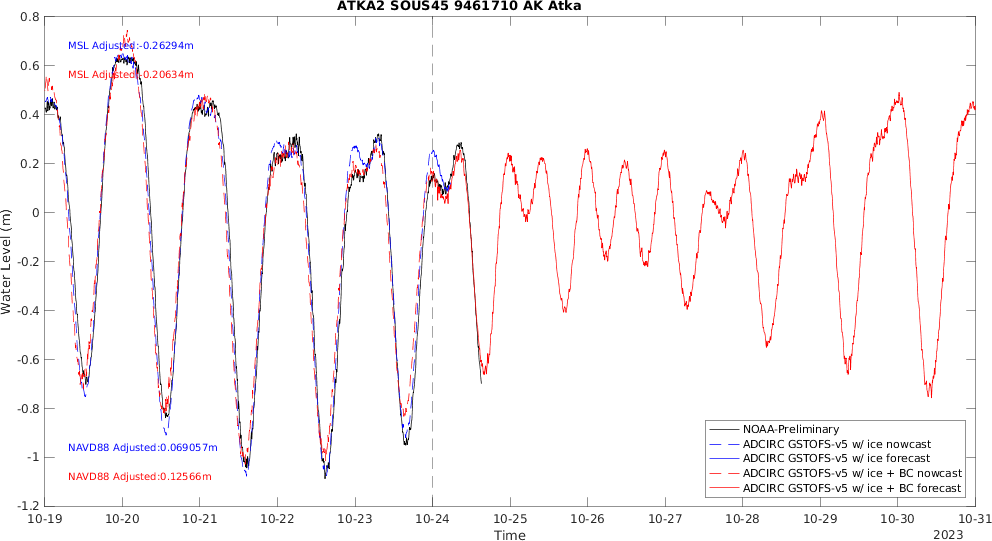 ATKA2 SOUS45 9461710 AK Atka
0.8
0.6
0.4
0.2
0
-0.2
-0.4
-0.6
-0.8
-1
-1.2
Water Level (m)
MSL Adjusted:-0.26294m
MSL Adjusted:-0.20634m
NAVD88 Adjusted:0.069057m
NAVD88 Adjusted:0.12566m
NOAA-Preliminary
ADCIRC GSTOFS-v5 w/ ice nowcast
ADCIRC GSTOFS-v5 w/ ice forecast
ADCIRC GSTOFS-v5 w/ ice + BC nowcast
ADCIRC GSTOFS-v5 w/ ice + BC forecast
10-19 10-20 10-21 10-22 10-23 10-24 10-25 10-26 10-27 10-28 10-29 10-30 10-31
Time
2023